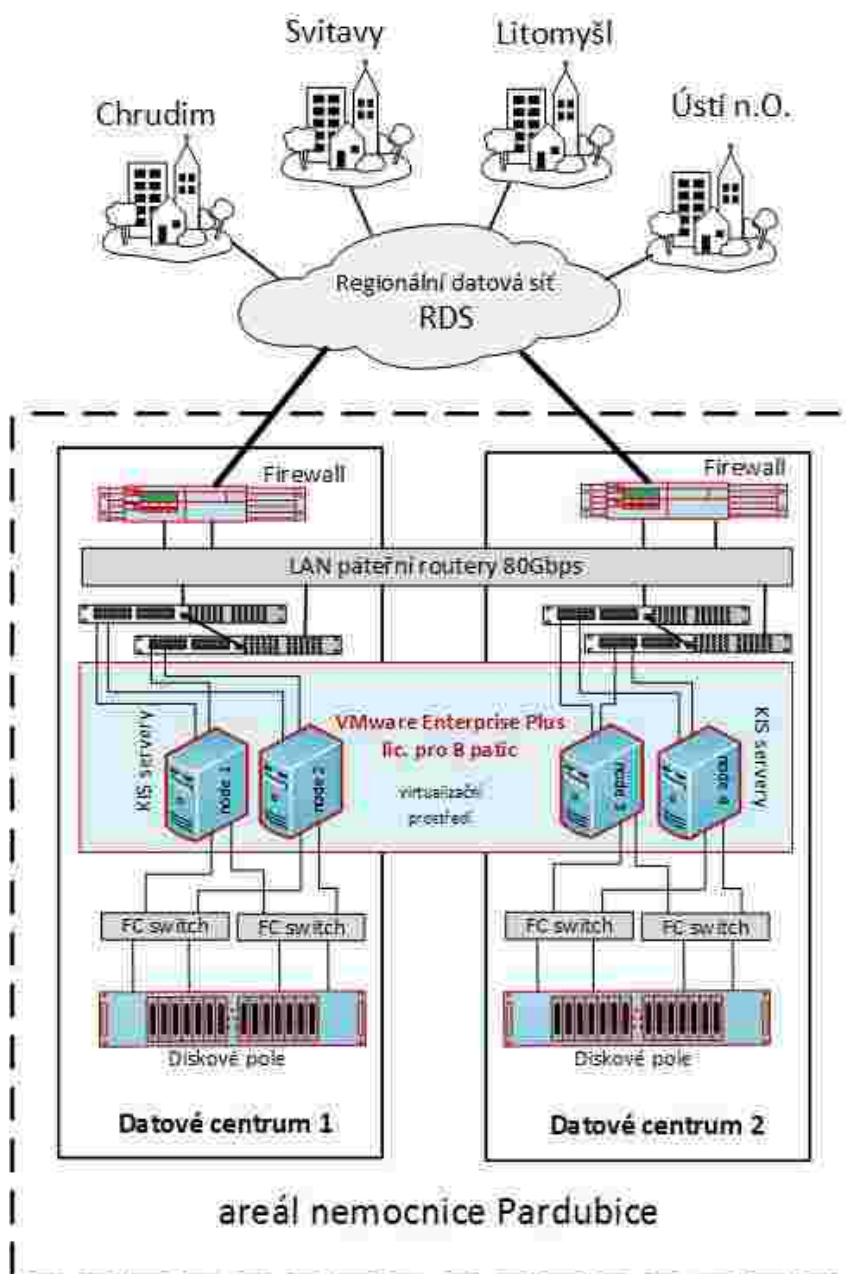 Svitavy
Litomyšl
Chrudim
Ústí n.O.
Regionální datová síť
RDS
Firewall
Firewall
LAN páteřní routery 80Gbps
VMware Enterprise Plus
lic. pro 8 patic
virtualizační
prostředí
KIS servery
node 1
node 2
node 3
node 4
KIS servery
FC switch
FC switch
FC switch
FC switch
Diskové pole
Diskové pole
Datové centrum 1
Datové centrum 2
areál nemocnice Pardubice